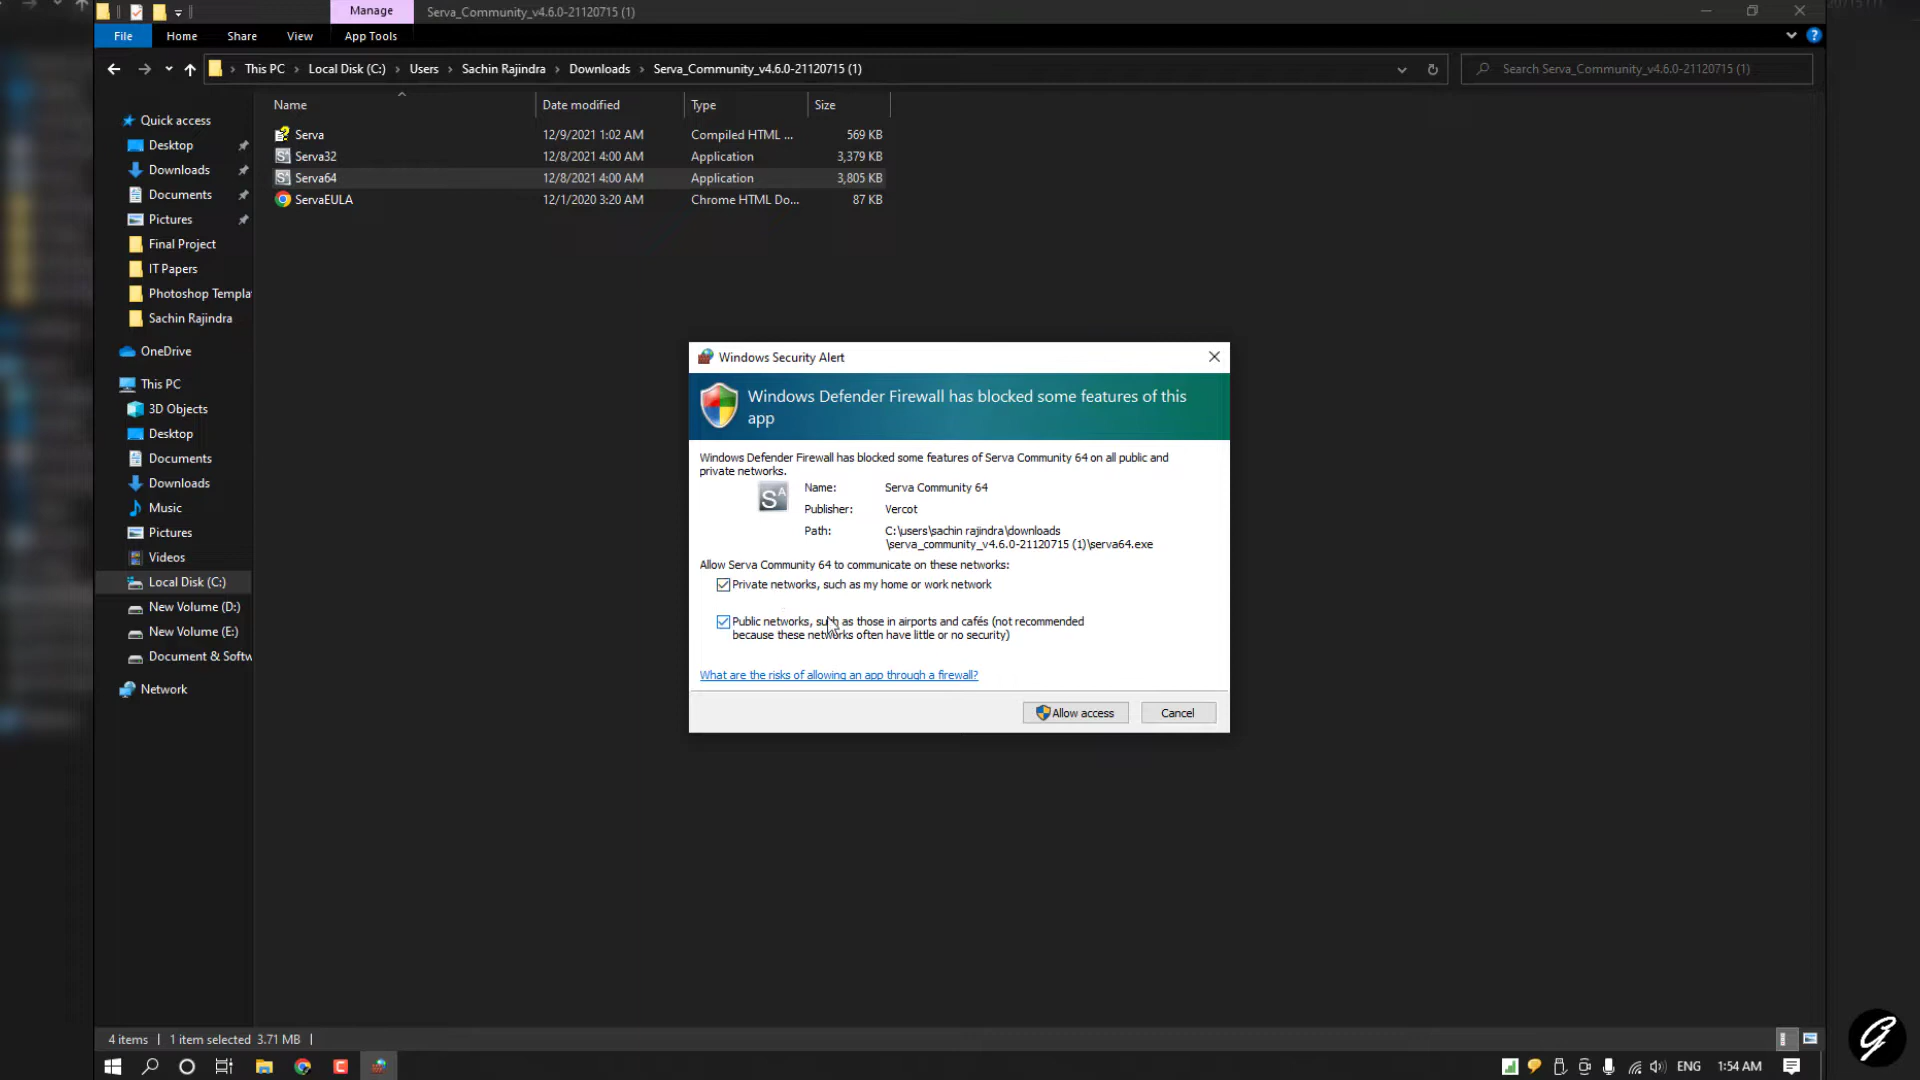 Manage
Serva_Community_v4.6.0-21120715 (1)
File
Home
Share
View
App Tools
This PC
Local Disk (C:)
Users
Sachin Rajindra
Downloads
Serva_Community_v4.6.0-21120715 (1)
Search Serva_Community_v4.6.0-21120715 (1)
Name
Date modified
Type
Size
Serva
12/9/2021 1:02 AM
Compiled HTML ...
569 KB
Serva32
12/8/2021 4:00 AM
Application
3,379 KB
Serva64
12/8/2021 4:00 AM
Application
3,805 KB
ServaEULA
12/1/2020 3:20 AM
Chrome HTML Do...
87 KB
Quick access
Desktop
Downloads
Documents
Pictures
Final Project
IT Papers
Photoshop Templa
Sachin Rajindra
OneDrive
This PC
3D Objects
Desktop
Documents
Downloads
Music
Pictures
Videos
Local Disk (C:)
New Volume (D:)
New Volume (E:)
Document & Softw
Network
Windows Security Alert
Windows Defender Firewall has blocked some features of this
app
Windows Defender Firewall has blocked some features of Serva Community 64 on all public and
private networks.
Name:
Serva Community 64
Publisher:
Vercot
Path:
C:\users\sachin rajindra\downloads
\serva_community_v4.6.0-21120715 (1)\serva64.exe
Allow Serva Community 64 to communicate on these networks:
Private networks, such as my home or work network
Public networks, such as those in airports and cafés (not recommended
because these networks often have little or no security)
What are the risks of allowing an app through a firewall?
Allow access
Cancel
4 items
1 item selected 3.71 MB
ENG
1:54 AM